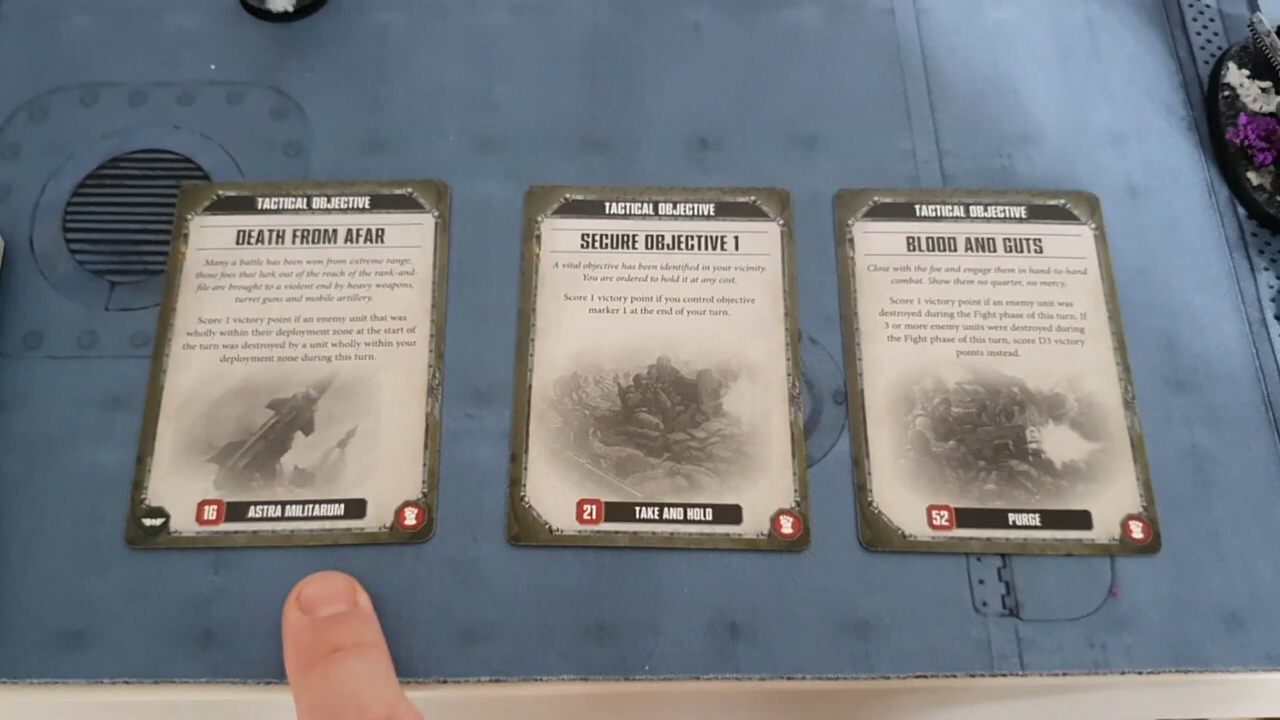 TACTICAL OBJECTIVE
DEATH FROM AFAR
Many a battle has been won from extreme range,
those foes that lurk out of the reach of the rank-and-
file are brought to a violent end by heavy weapons,
turret guns and mobile artillery.
Score 1 victory point if an enemy unit that was
wholly within their deployment zone at the start of
the turn was destroyed by a unit wholly within your
deployment zone during this turn.
16
ASTRA MILITARUM
TACTICAL OBJECTIVE
SECURE OBJECTIVE 1
A vital objective has been identified in your vicinity.
You are ordered to hold it at any cost.
Score 1 victory point if you control objective
marker 1 at the end of your turn.
21
TAKE AND HOLD
TACTICAL OBJECTIVE
BLOOD AND GUTS
Close with the foe and engage them in hand-to-hand
combat. Show them no quarter, no mercy.
Score 1 victory point if an enemy unit was
destroyed during the Fight phase of this turn. If
3 or more enemy units were destroyed during
the Fight phase of this turn, score D3 victory
points instead.
52
PURGE